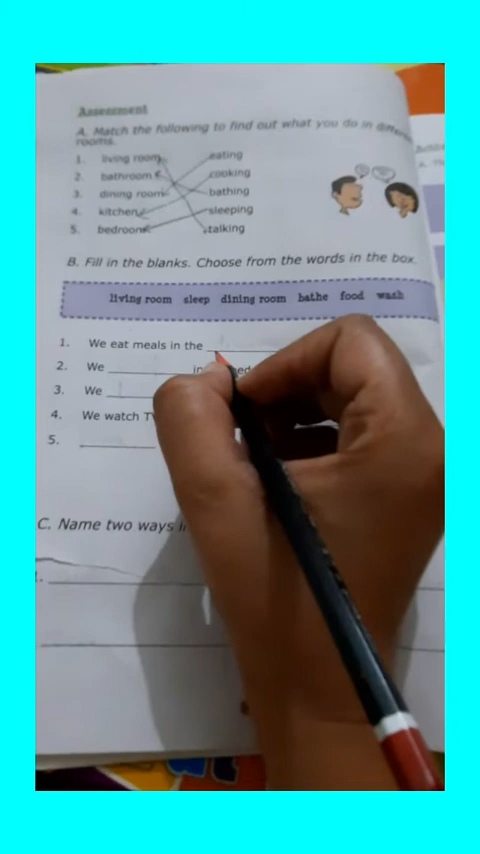 Assessment
A. Match the following to find out what you do in different
rooms.
1. living room eating
2. bathroom cooking
3. dining room bathing
4. kitchen sleeping
5. bedroom talking
B. Fill in the blanks. Choose from the words in the box.
living room sleep dining room bathe food wash
1. We eat meals in the
2. We in
3. We
4. We watch
5.
C. Name two ways